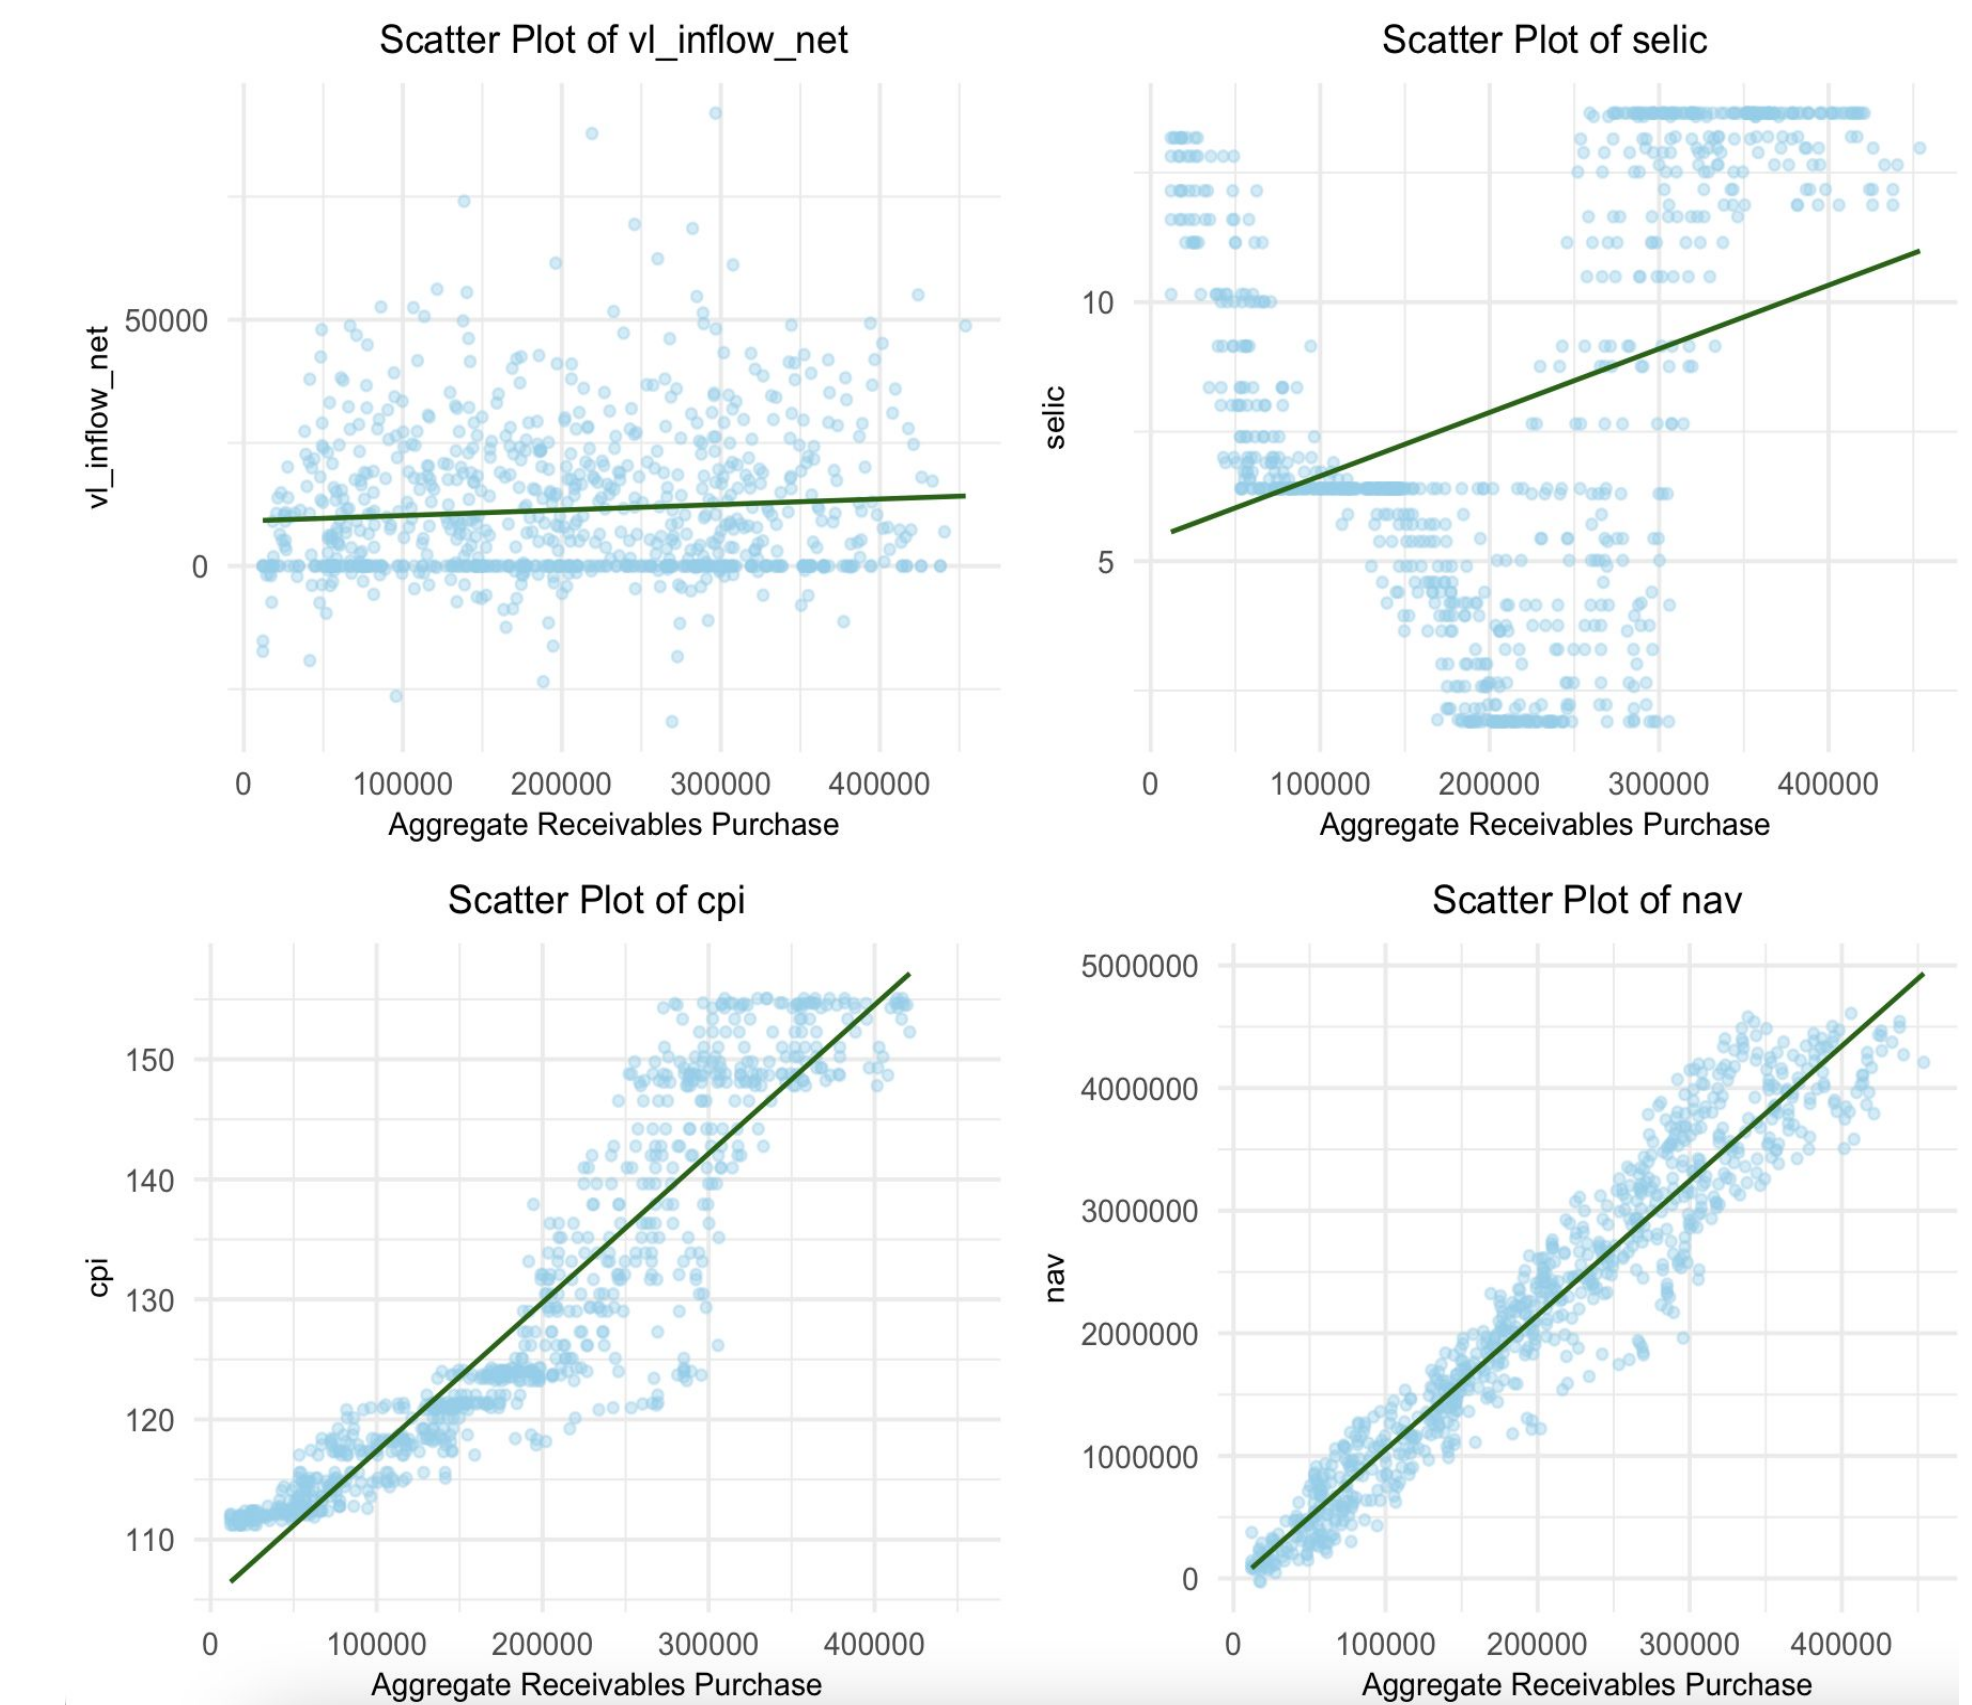 Scatter Plot of vl_inflow_net
vl_inflow_net
50000
0
0 100000 200000 300000 400000
Aggregate Receivables Purchase
Scatter Plot of selic
selic
10
5
0 100000 200000 300000 400000
Aggregate Receivables Purchase
Scatter Plot of cpi
cpi
150
140
130
120
110
0 100000 200000 300000 400000
Aggregate Receivables Purchase
Scatter Plot of nav
nav
5000000
4000000
3000000
2000000
1000000
0
0 100000 200000 300000 400000
Aggregate Receivables Purchase